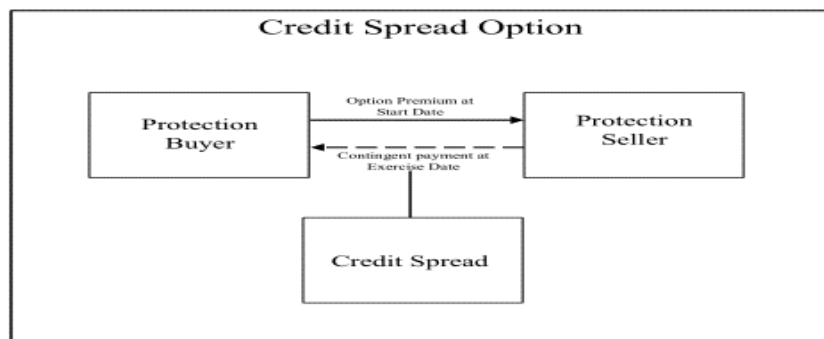 Credit Spread Option
Option Premium at
Start Date
Protection
Buyer
Protection
Seller
Contingent payment at
Exercise Date
Credit Spread